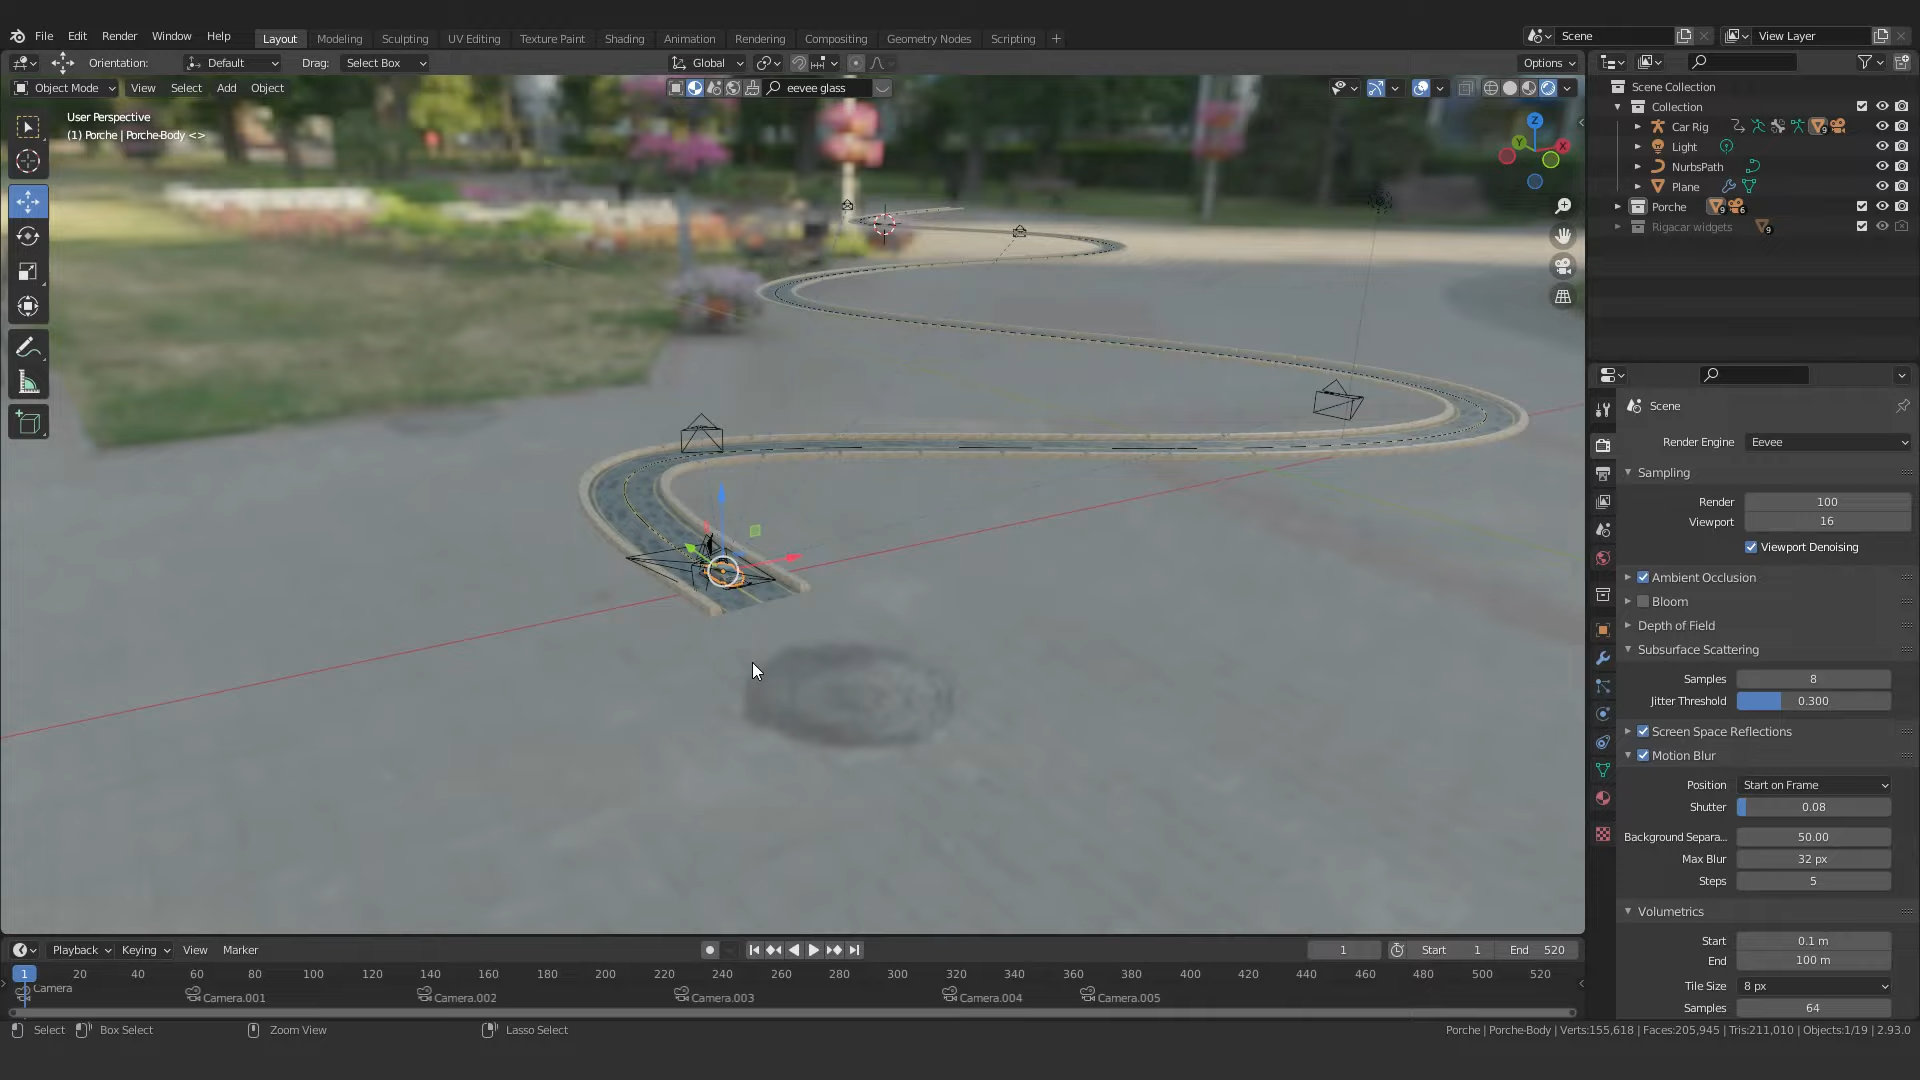 File Edit Render Window Help Layout Modeling Sculpting UV Editing Texture Paint Shading Animation Rendering Compositing Geometry Nodes Scripting + Scene View Layer
Orientation: Default Drag: Select Box Global Options
Object Mode View Select Add Object eevee glass
User Perspective
(1) Porche | Porche-Body <>
Z
Y
X
Scene Collection
Collection
Car Rig 9
Light
NurbsPath
Plane
Porche 9 6
Rigacar widgets 9
Scene
Render Engine Eevee
Sampling
Render 100
Viewport 16
Viewport Denoising
Ambient Occlusion
Bloom
Depth of Field
Subsurface Scattering
Samples 8
Jitter Threshold 0.300
Screen Space Reflections
Motion Blur
Position Start on Frame
Shutter 0.08
Background Separa... 50.00
Max Blur 32 px
Steps 5
Volumetrics
Start 0.1 m
End 100 m
Tile Size 8 px
Samples 64
Playback Keying View Marker 1 Start 1 End 520
1 20 40 60 80 100 120 140 160 180 200 220 240 260 280 300 320 340 360 380 400 420 440 460 480 500 520
Camera Camera.001 Camera.002 Camera.003 Camera.004 Camera.005
Select Box Select Zoom View Lasso Select Porche | Porche-Body | Verts:155,618 | Faces:205,945 | Tris:211,010 | Objects:1/19 | 2.93.0